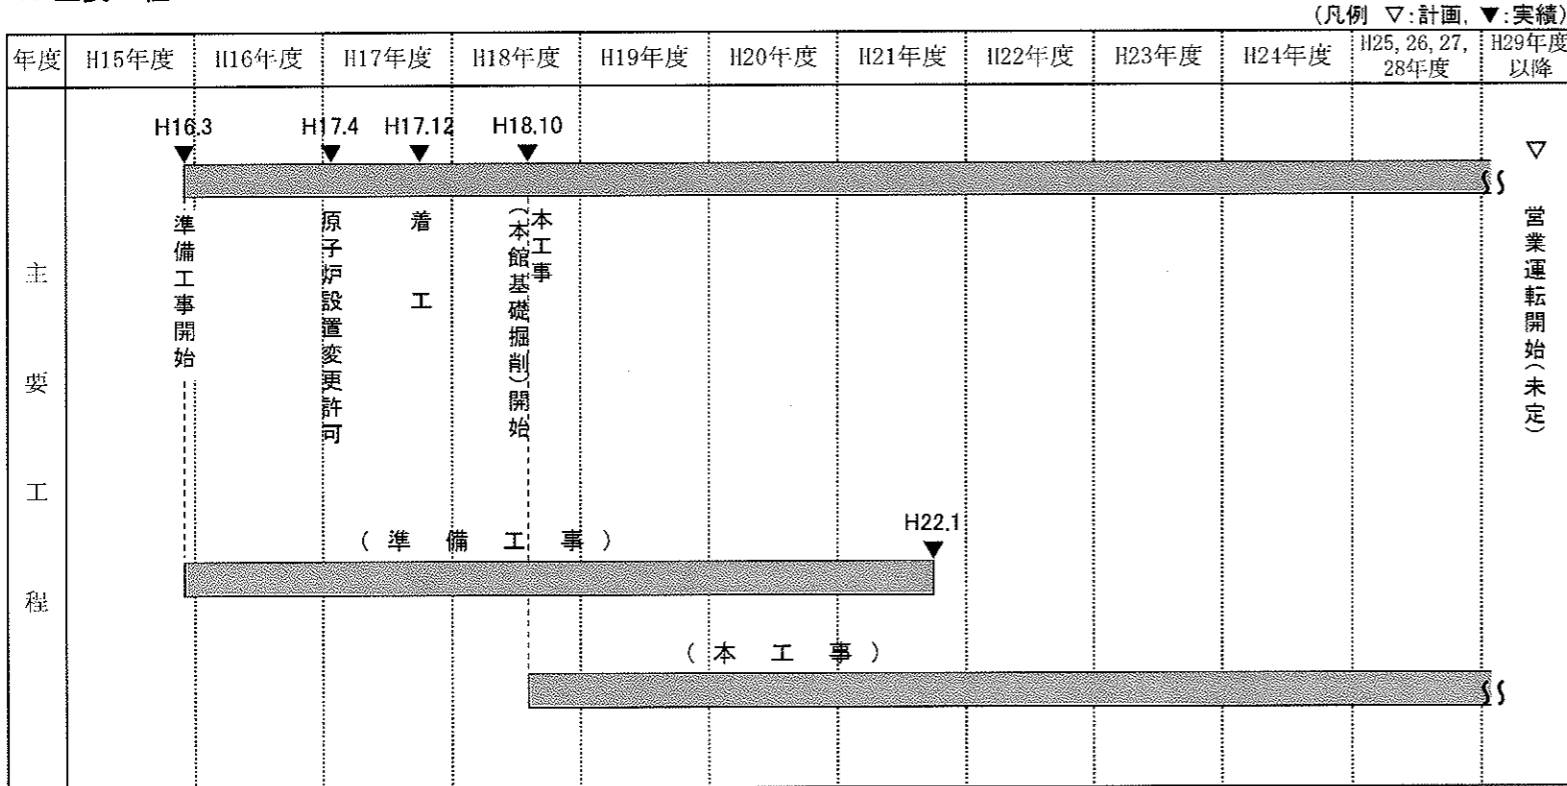 (凡例 ▽:計画, ▼:実績)
年度 H15年度 H16年度 H17年度 H18年度 H19年度 H20年度 H21年度 H22年度 H23年度 H24年度 H25, 26, 27, 28年度 H29年度以降
主要工程
H16.3 H17.4 H17.12 H18.10 ▽
準備工事開始
原子炉設置変更許可
着工
本工事
(本館基礎掘削)開始
営業運転開始(未定)
H22.1
(準備工事)
(本工事)